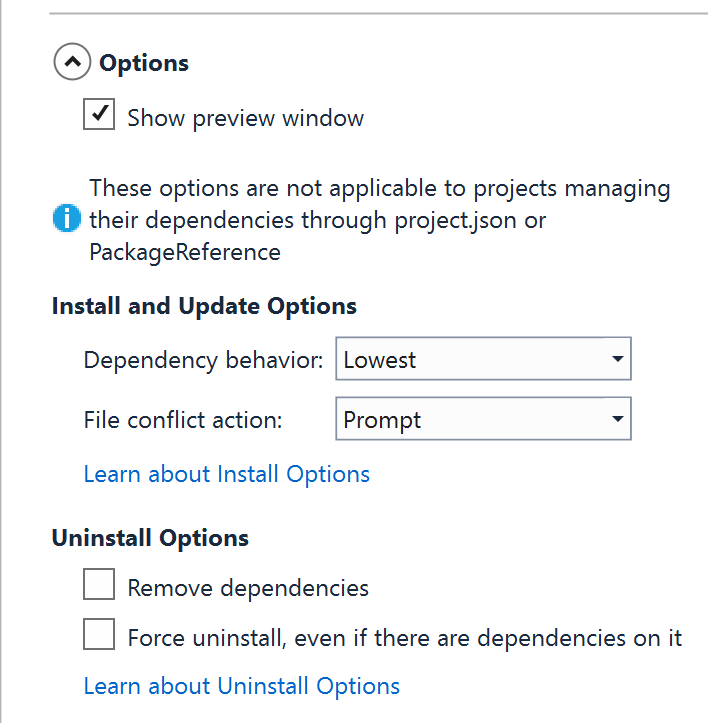 Options
Show preview window
These options are not applicable to projects managing
their dependencies through project.json or
PackageReference
Install and Update Options
Dependency behavior: Lowest
File conflict action: Prompt
Learn about Install Options
Uninstall Options
Remove dependencies
Force uninstall, even if there are dependencies on it
Learn about Uninstall Options